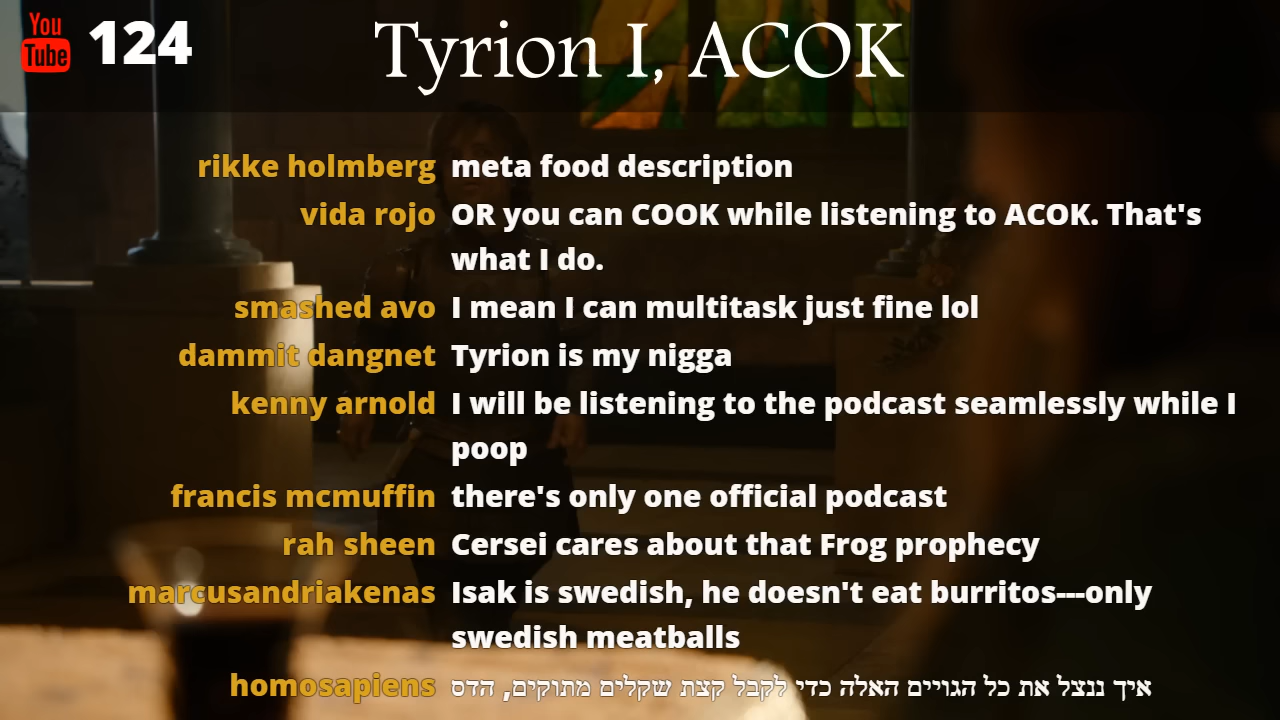 You Tube 124
Tyrion I, ACOK
rikke holmberg meta food description
vida rojo OR you can COOK while listening to ACOK. That's
what I do.
smashed avo I mean I can multitask just fine lol
dammit dangnet Tyrion is my nigga
kenny arnold I will be listening to the podcast seamlessly while I
poop
francis mcmuffin there's only one official podcast
rah sheen Cersei cares about that Frog prophecy
marcusandriakenas Isak is swedish, he doesn't eat burritos---only
swedish meatballs
homosapiens איך ננצל את כל הגויים האלה כדי לקבל קצת שקלים מתוקים, הדס